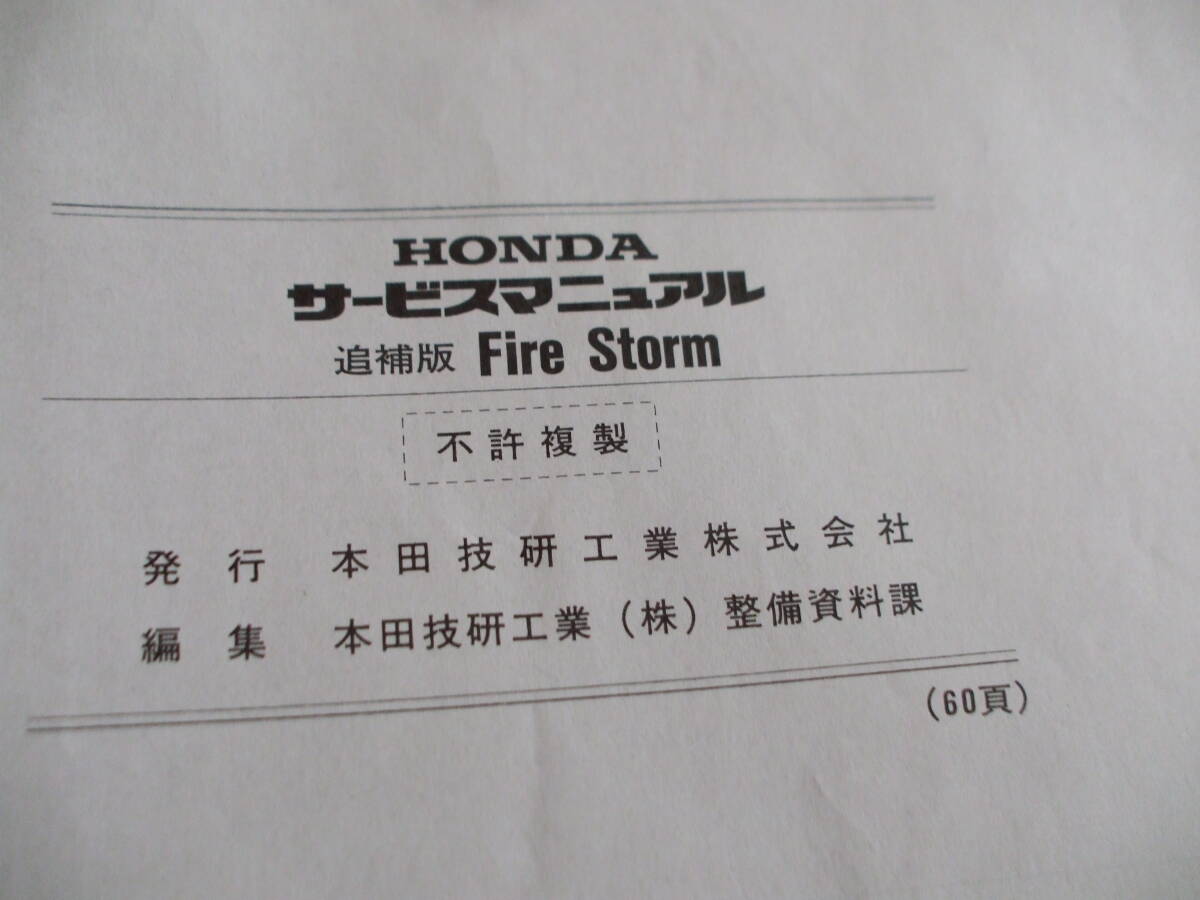 HONDA
サービスマニュアル
追補版 Fire Storm
不許複製
発行 本田技研工業株式会社
編集 本田技研工業（株）整備資料課
（60頁）